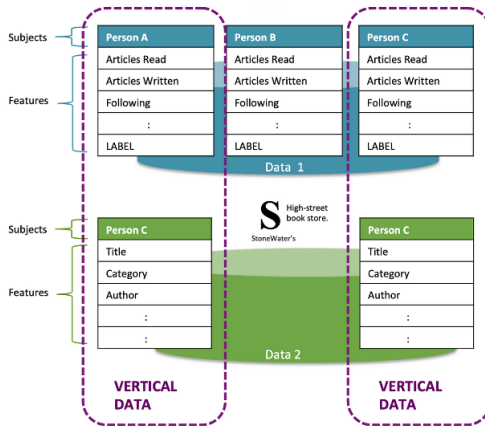 Subjects
Person A
Person B
Person C
Features
Articles Read
Articles Read
Articles Read
Articles Written
Articles Written
Articles Written
Following
Following
Following
:
:
:
LABEL
LABEL
LABEL
Data 1
S
High-street
book store.
StoneWater's
Subjects
Person C
Person C
Features
Title
Title
Category
Category
Author
Author
:
:
:
:
Data 2
VERTICAL
DATA
VERTICAL
DATA